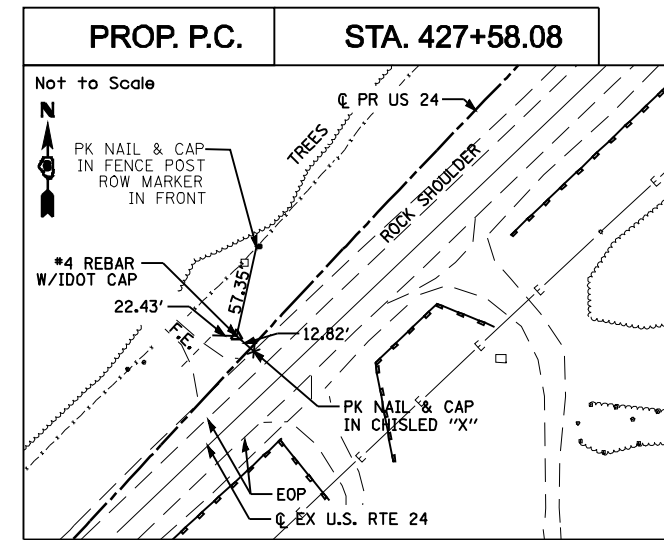 PROP. P.C.
STA. 427+58.08
Not to Scale
N
℄ PR US 24
PK NAIL & CAP
IN FENCE POST
ROW MARKER
IN FRONT
TREES
ROCK SHOULDER
#4 REBAR
W/IDOT CAP
57.35'
22.43'
12.82'
F.E.
PK NAIL & CAP
IN CHISLED "X"
EOP
℄ EX U.S. RTE 24
E
E
E
E
E